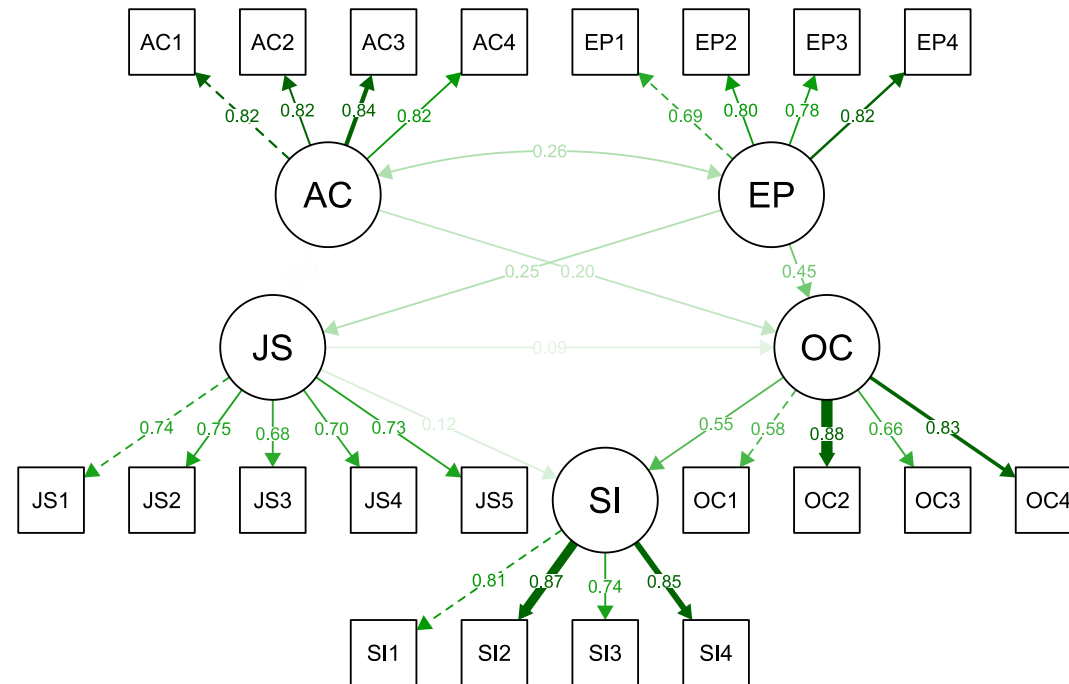 AC1 AC2 AC3 AC4 EP1 EP2 EP3 EP4
0.82 0.82 0.84 0.82 0.69 0.80 0.78 0.82
0.26
AC EP
0.25 0.20 0.45
JS OC
0.09
0.74 0.75 0.68 0.70 0.73 0.12 0.55 0.58 0.88 0.66 0.83
JS1 JS2 JS3 JS4 JS5 SI OC1 OC2 OC3 OC4
0.81 0.87 0.74 0.85
SI1 SI2 SI3 SI4